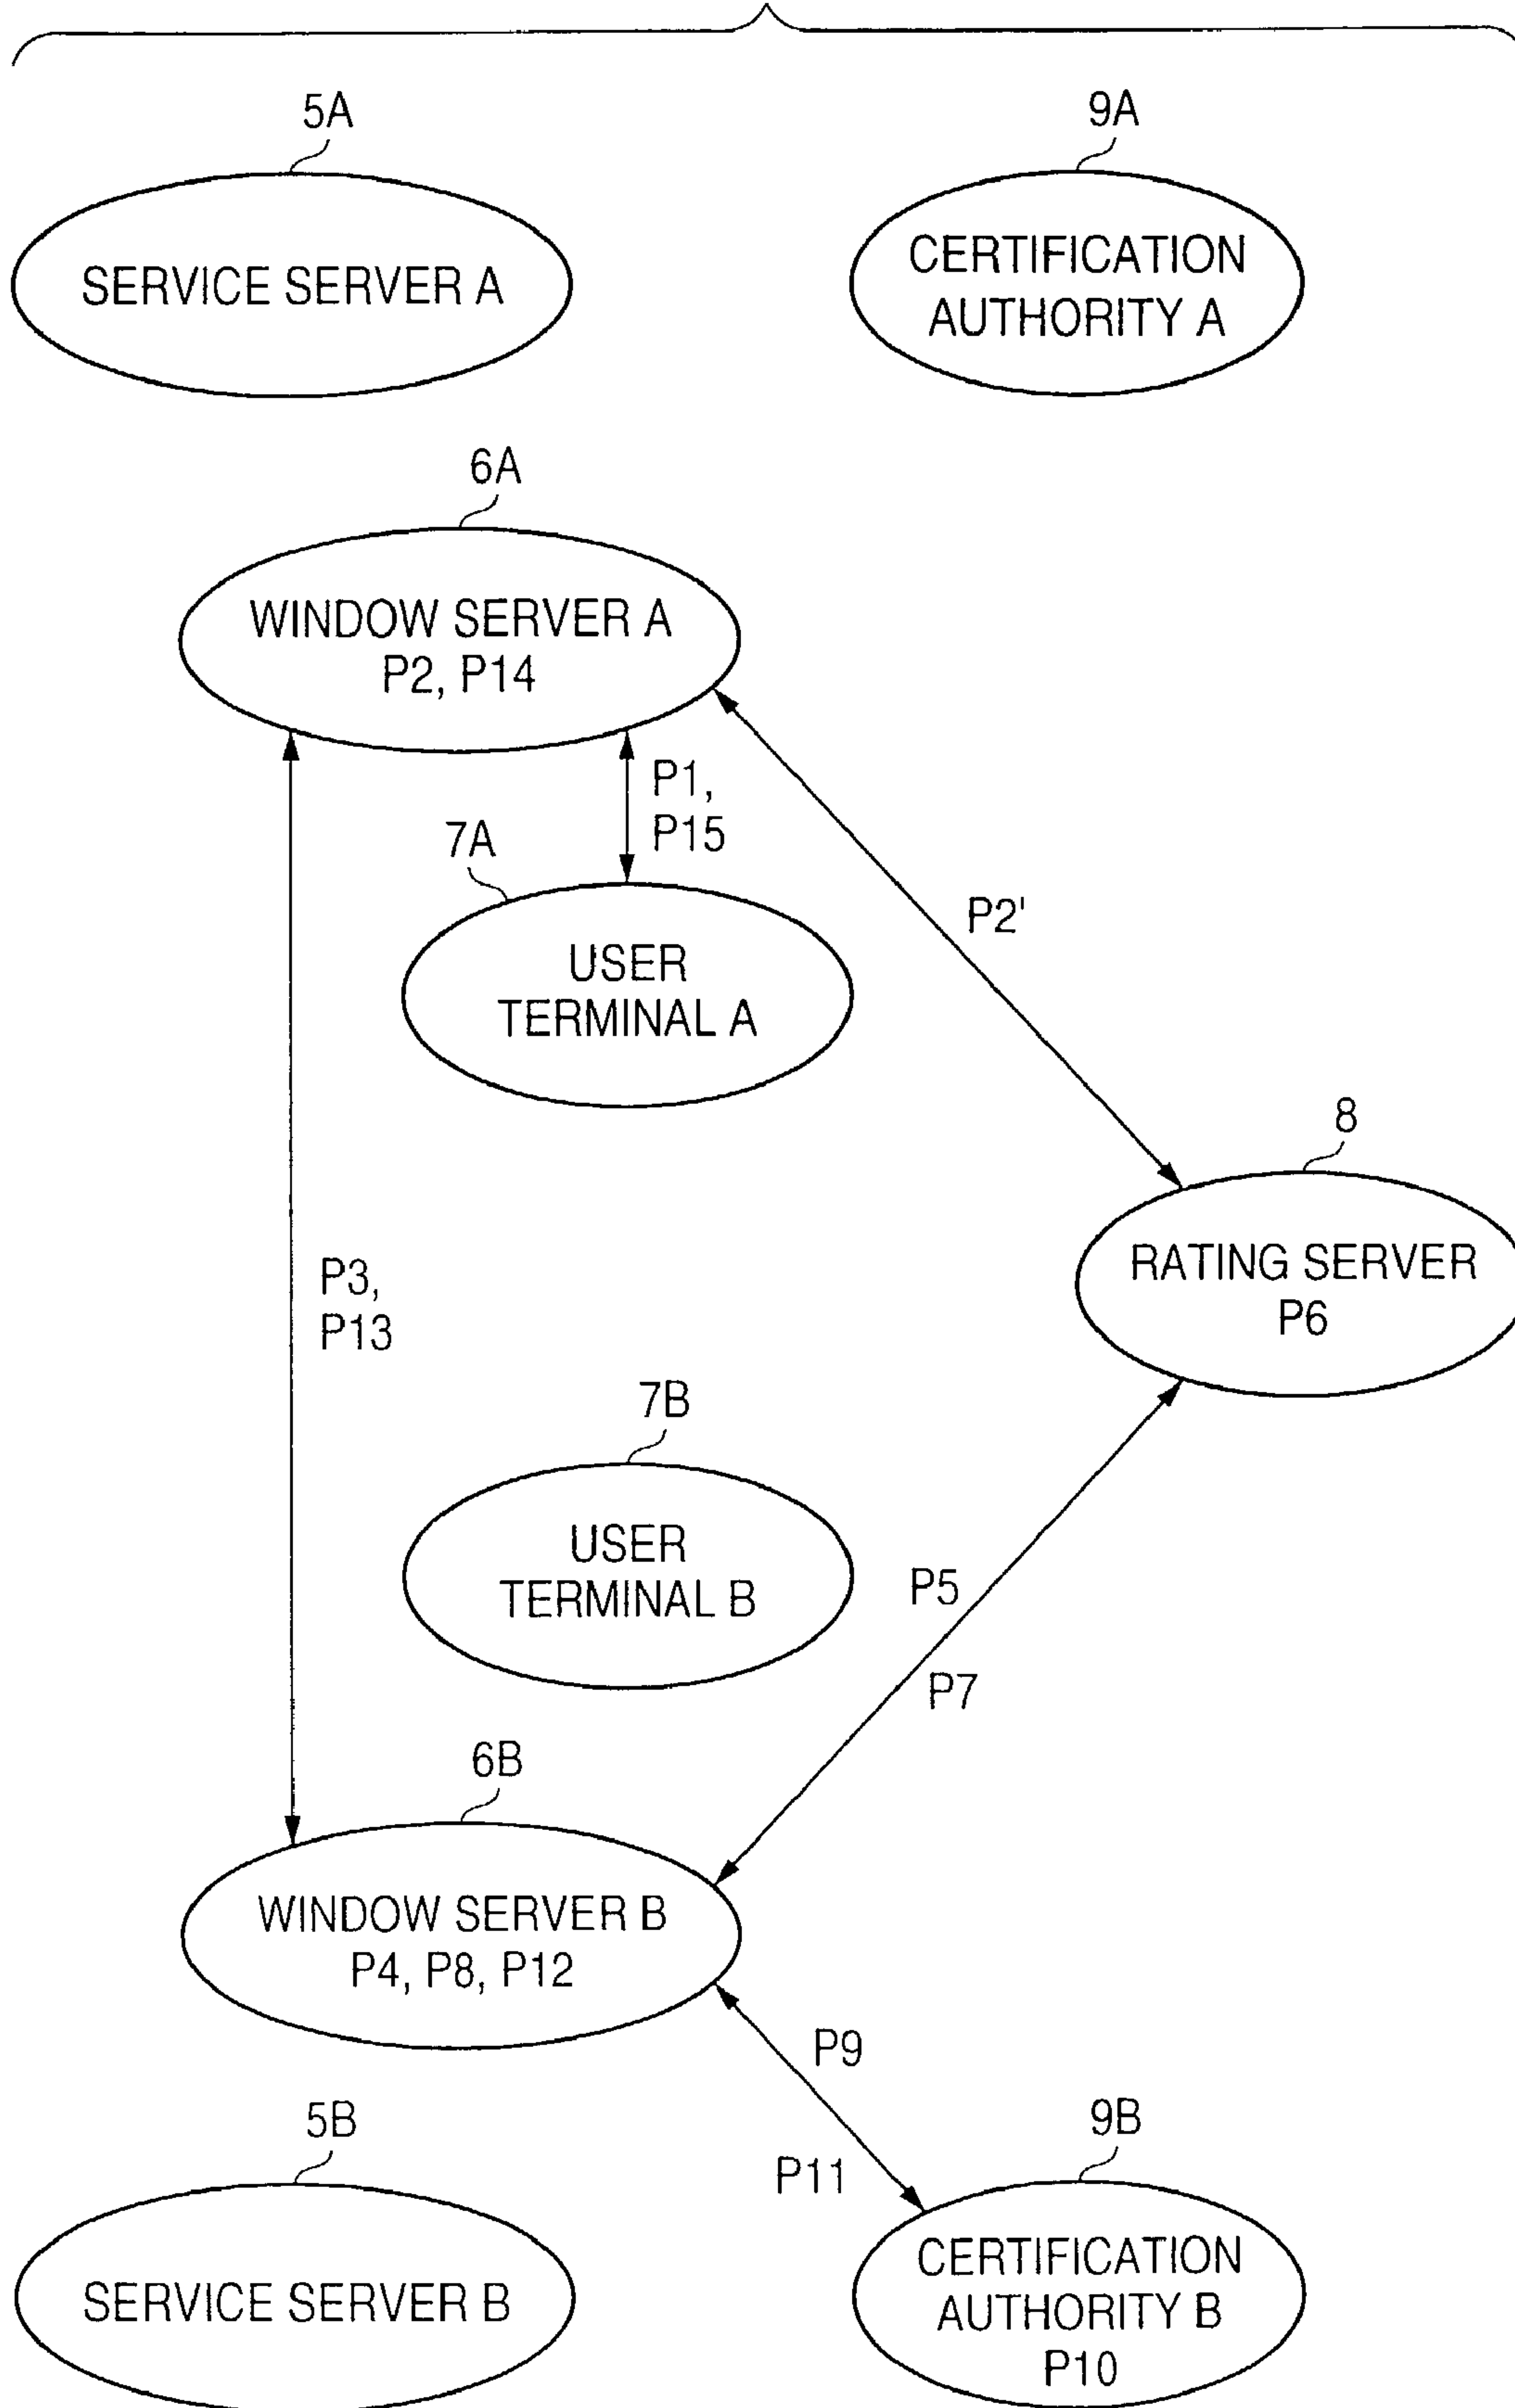 5A
9A
SERVICE SERVER A
CERTIFICATION
AUTHORITY A
6A
WINDOW SERVER A
P2, P14
P1,
P15
7A
P2'
USER
TERMINAL A
8
RATING SERVER
P6
P3,
P13
7B
USER
TERMINAL B
P5
P7
6B
WINDOW SERVER B
P4, P8, P12
P9
5B
9B
P11
SERVICE SERVER B
CERTIFICATION
AUTHORITY B
P10